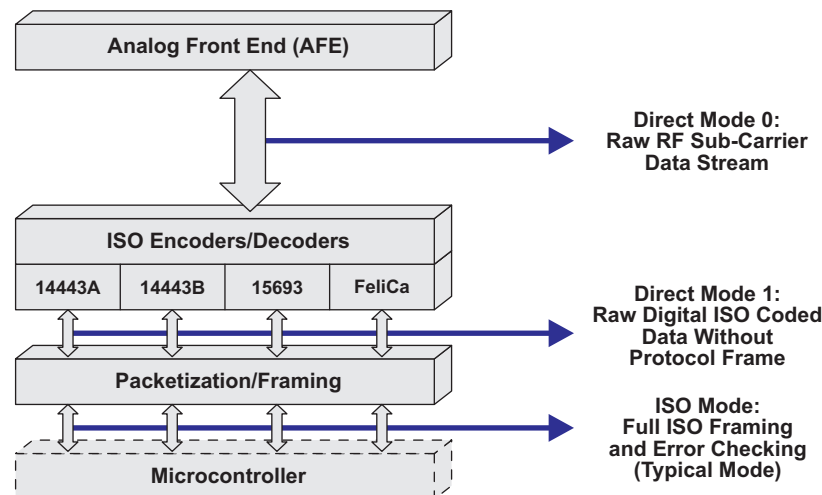 Analog Front End (AFE)
Direct Mode 0:
Raw RF Sub-Carrier
Data Stream
ISO Encoders/Decoders
14443A
14443B
15693
FeliCa
Direct Mode 1:
Raw Digital ISO Coded
Data Without
Protocol Frame
Packetization/Framing
ISO Mode:
Full ISO Framing
and Error Checking
(Typical Mode)
Microcontroller